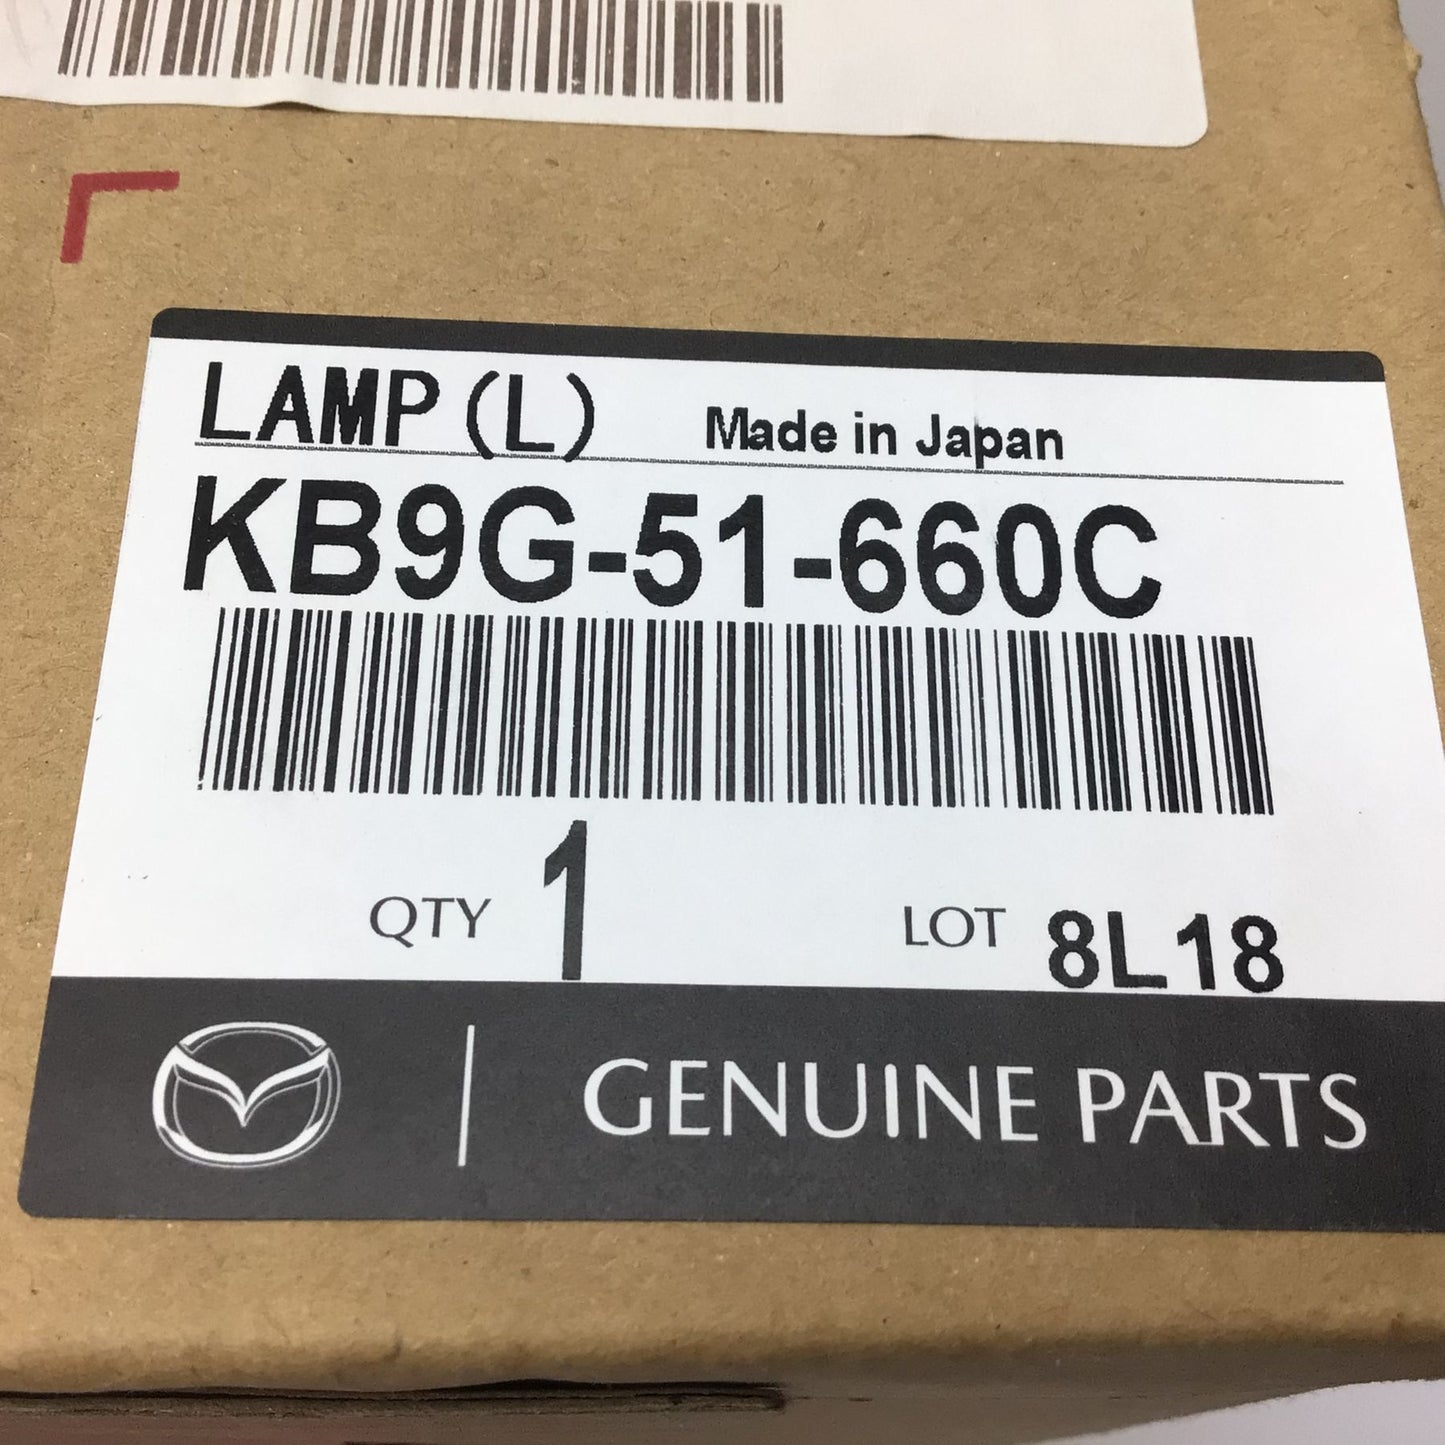 LAMP(L) Made in Japan
KB9G-51-660C
QTY 1 LOT 8L18
GENUINE PARTS